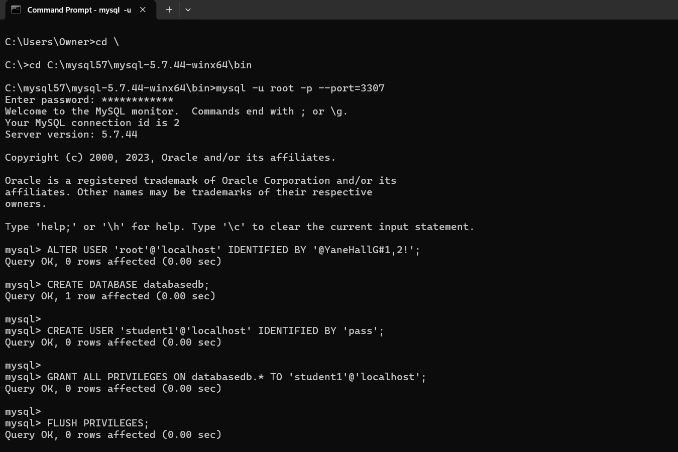 Command Prompt - mysql -u
C:\Users\Owner>cd \
C:\>cd C:\mysql57\mysql-5.7.44-winx64\bin
C:\mysql57\mysql-5.7.44-winx64\bin>mysql -u root -p --port=3307
Enter password: ************
Welcome to the MySQL monitor.  Commands end with ; or \g.
Your MySQL connection id is 2
Server version: 5.7.44
Copyright (c) 2000, 2023, Oracle and/or its affiliates.
Oracle is a registered trademark of Oracle Corporation and/or its
affiliates. Other names may be trademarks of their respective
owners.
Type 'help;' or '\h' for help. Type '\c' to clear the current input statement.
mysql> ALTER USER 'root'@'localhost' IDENTIFIED BY '@YaneHallG#1,2!';
Query OK, 0 rows affected (0.00 sec)
mysql> CREATE DATABASE databasedb;
Query OK, 1 row affected (0.00 sec)
mysql>
mysql> CREATE USER 'student1'@'localhost' IDENTIFIED BY 'pass';
Query OK, 0 rows affected (0.00 sec)
mysql>
mysql> GRANT ALL PRIVILEGES ON databasedb.* TO 'student1'@'localhost';
Query OK, 0 rows affected (0.00 sec)
mysql>
mysql> FLUSH PRIVILEGES;
Query OK, 0 rows affected (0.00 sec)